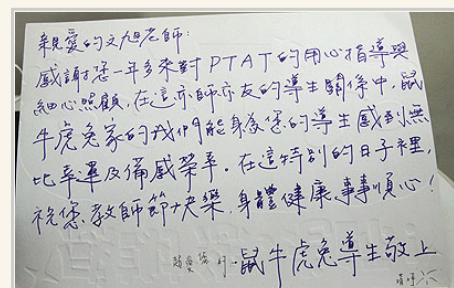 親愛的文旭老師:
感謝您一年多來對PTAT的用心指導與
細心照顧,在這亦師亦友的導生關係中,鼠
牛虎兔家的我們能身為您的導生感到無
比幸運及備感榮幸。在這特別的日子裡,
祝您教師節快樂,身體健康,事事順心!
鼠牛虎兔導生敬上